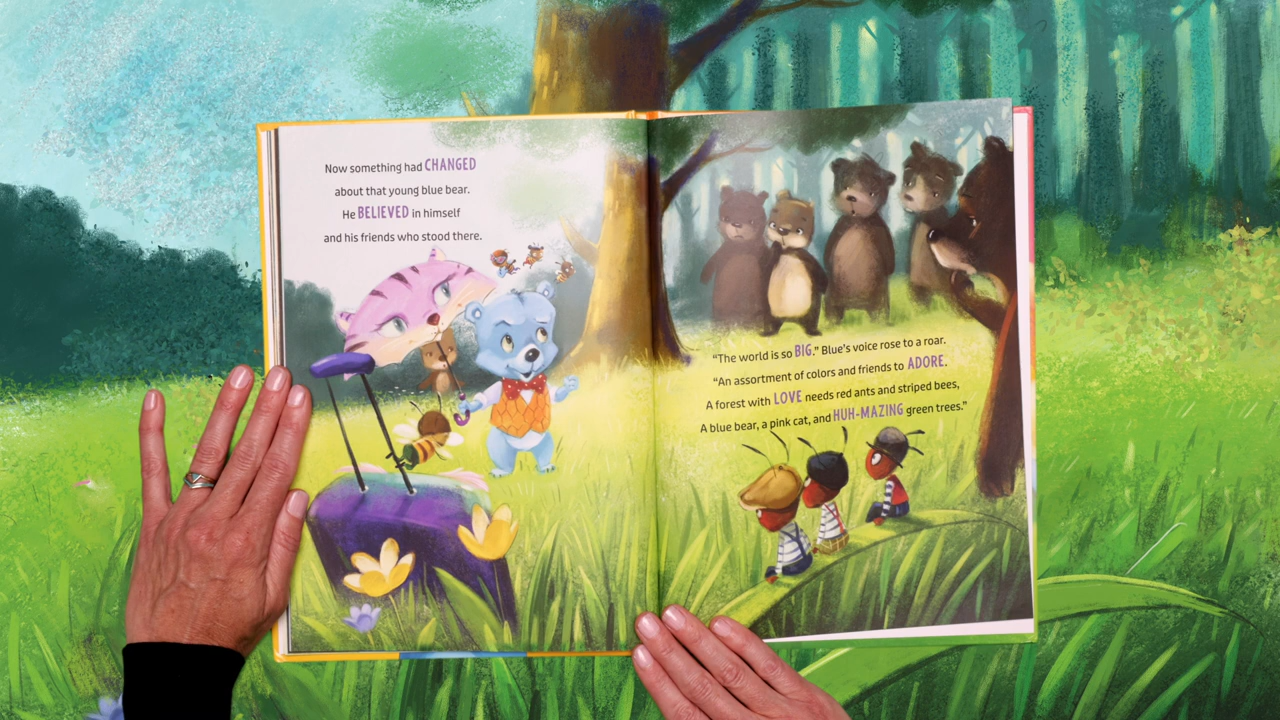 Now something had CHANGED
about that young blue bear.
He BELIEVED in himself
and his friends who stood there.
"The world is so BIG." Blue's voice rose to a roar.
"An assortment of colors and friends to ADORE.
A forest with LOVE needs red ants and striped bees,
A blue bear, a pink cat, and HUH-MAZING green trees."